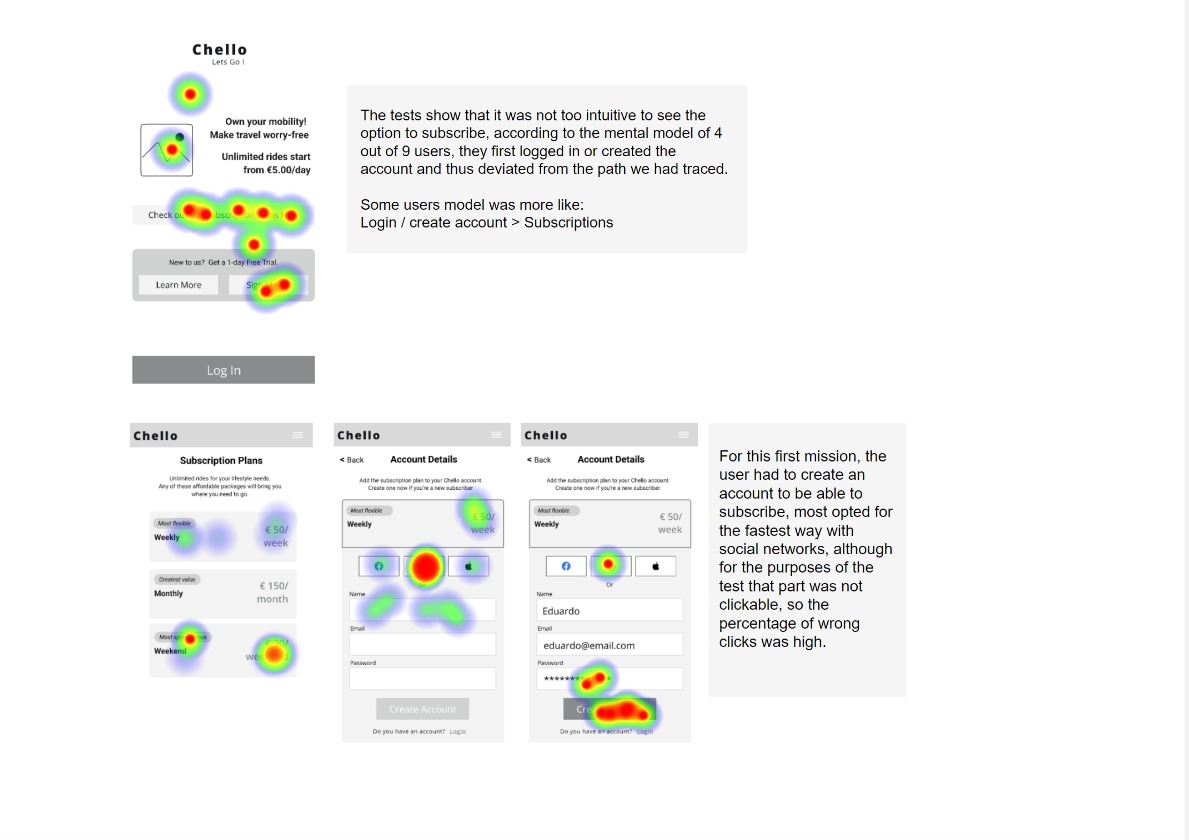 Chello
Lets Go !
Own your mobility!
Make travel worry-free
Unlimited rides start
from €5.00/day
Check
New to us? Get a 1-day Free Trial.
Learn More
Log In
The tests show that it was not too intuitive to see the
option to subscribe, according to the mental model of 4
out of 9 users, they first logged in or created the
account and thus deviated from the path we had traced.
Some users model was more like:
Login / create account > Subscriptions
Chello
Subscription Plans
Unlimited rides for your lifestyle needs.
Any of these affordable packages will bring you
where you need to go.
Most flexible
Weekly
€ 50/
week
Greatest value
Monthly
€ 150/
month
Most
Weekend
Chello
< Back
Account Details
Add the subscription plan to your Chello account.
Create one now if you're a new subscriber.
Most flexible
Weekly
€ 50/
week
Name
Email
Password
Create Account
Do you have an account? Login
Chello
< Back
Account Details
Add the subscription plan to your Chello account.
Create one now if you're a new subscriber.
Most flexible
Weekly
€ 50/
week
Or
Name
Eduardo
Email
eduardo@email.com
Password
Do you have an account? Login
For this first mission, the
user had to create an
account to be able to
subscribe, most opted for
the fastest way with
social networks, although
for the purposes of the
test that part was not
clickable, so the
percentage of wrong
clicks was high.